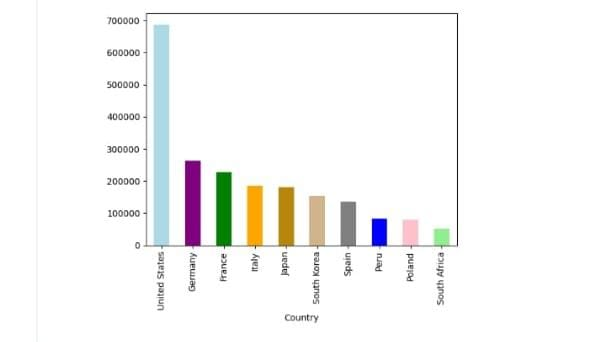 700000
600000
500000
400000
300000
200000
100000
0
United States
Germany
France
Italy
Japan
South Korea
Spain
Peru
Poland
South Africa
Country